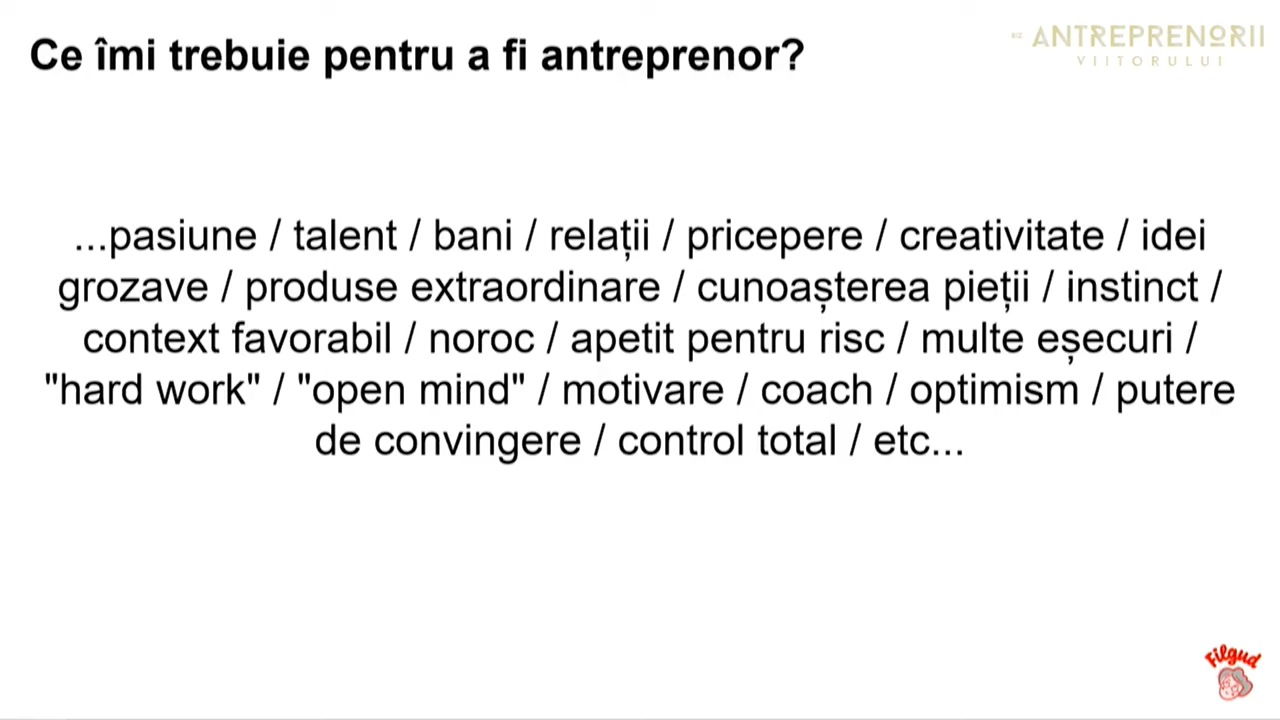 Ce îmi trebuie pentru a fi antreprenor?
BIZ ANTREPRENORII
VIITORULUI
...pasiune / talent / bani / relații / pricepere / creativitate / idei
grozave / produse extraordinare / cunoașterea pieții / instinct /
context favorabil / noroc / apetit pentru risc / multe eșecuri /
"hard work" / "open mind" / motivare / coach / optimism / putere
de convingere / control total / etc...
Filgud